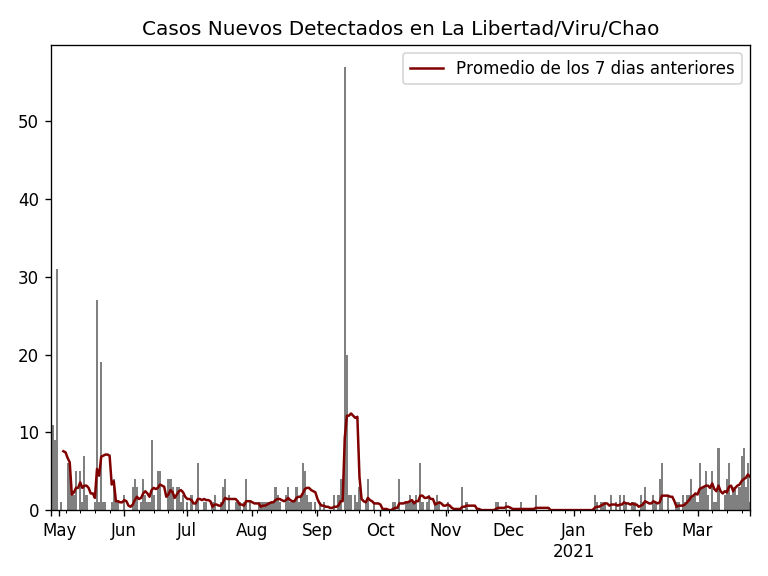 Casos Nuevos Detectados en La Libertad/Viru/Chao
Promedio de los 7 dias anteriores
50
40
30
20
10
0
May Jun Jul Aug Sep Oct Nov Dec Jan Feb Mar
2021